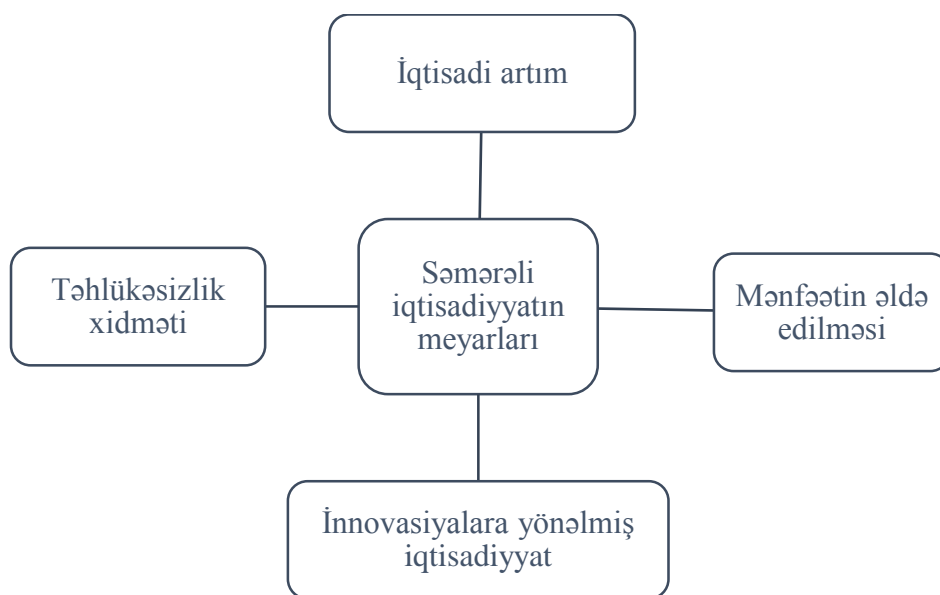 İqtisadi artım
Təhlükəsizlik
xidməti
Səmərəli
iqtisadiyyatın
meyarları
Mənfəətin əldə
edilməsi
İnnovasiyalara yönəlmiş
iqtisadiyyat